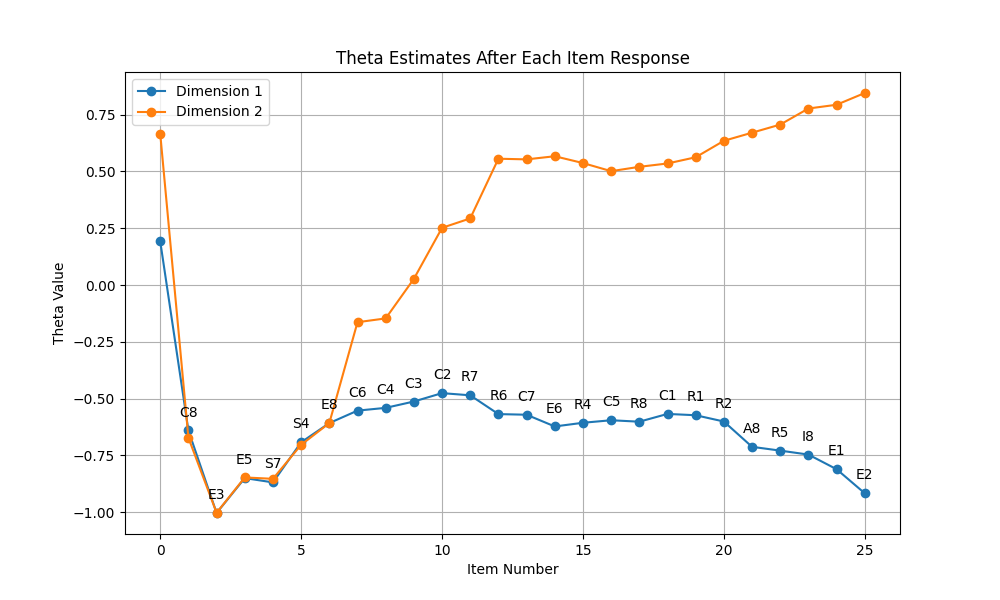 Theta Estimates After Each Item Response
Dimension 1
Dimension 2
Theta Value
0.75
0.50
0.25
0.00
−0.25
−0.50
−0.75
−1.00
C8
E3
E5
S7
S4
E8
C6
C4
C3
C2
R7
R6
C7
E6
R4
C5
R8
C1
R1
R2
A8
R5
I8
E1
E2
0
5
10
15
20
25
Item Number